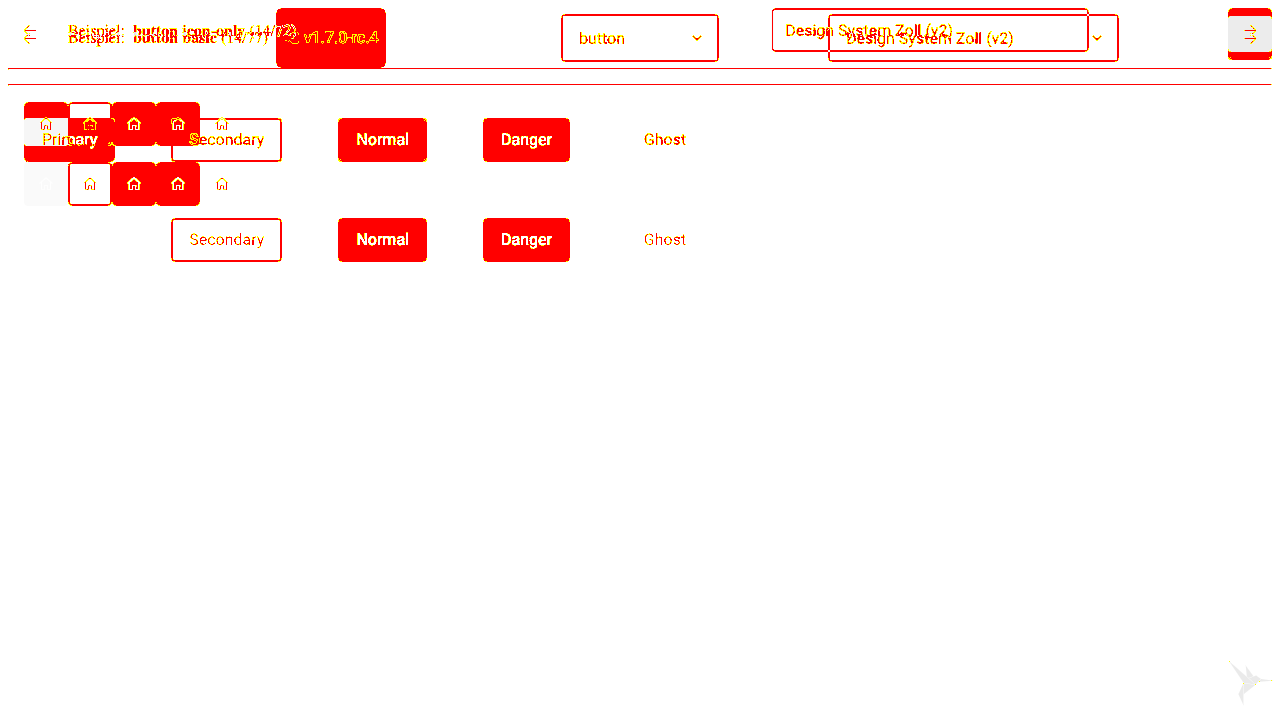 Beispiel: button icon-only (14/72)
Beispiel: button basic (14/77)
v1.7.0-rc.4
button
Design System Zoll (v2)
Design System Zoll (v2)
Primary
Secondary
Normal
Danger
Ghost
Secondary
Normal
Danger
Ghost